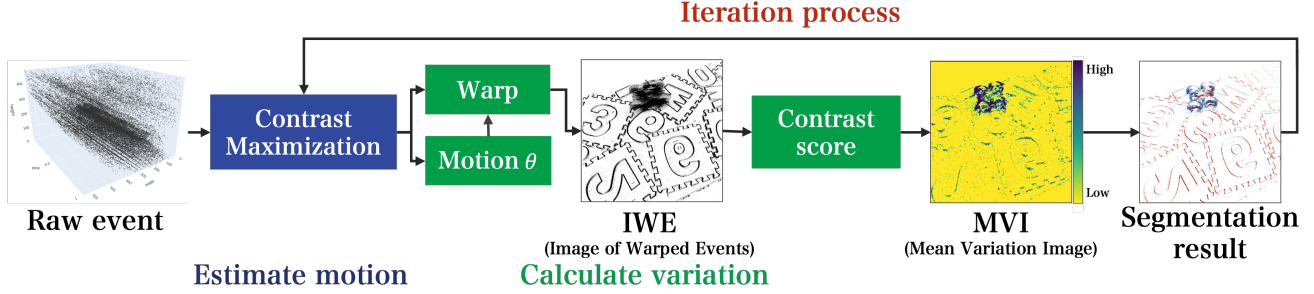 Iteration process
Contrast
Maximization
Warp
Motion θ
Contrast
score
High
Low
Raw event
IWE
(Image of Warped Events)
MVI
(Mean Variation Image)
Segmentation
result
Estimate motion
Calculate variation